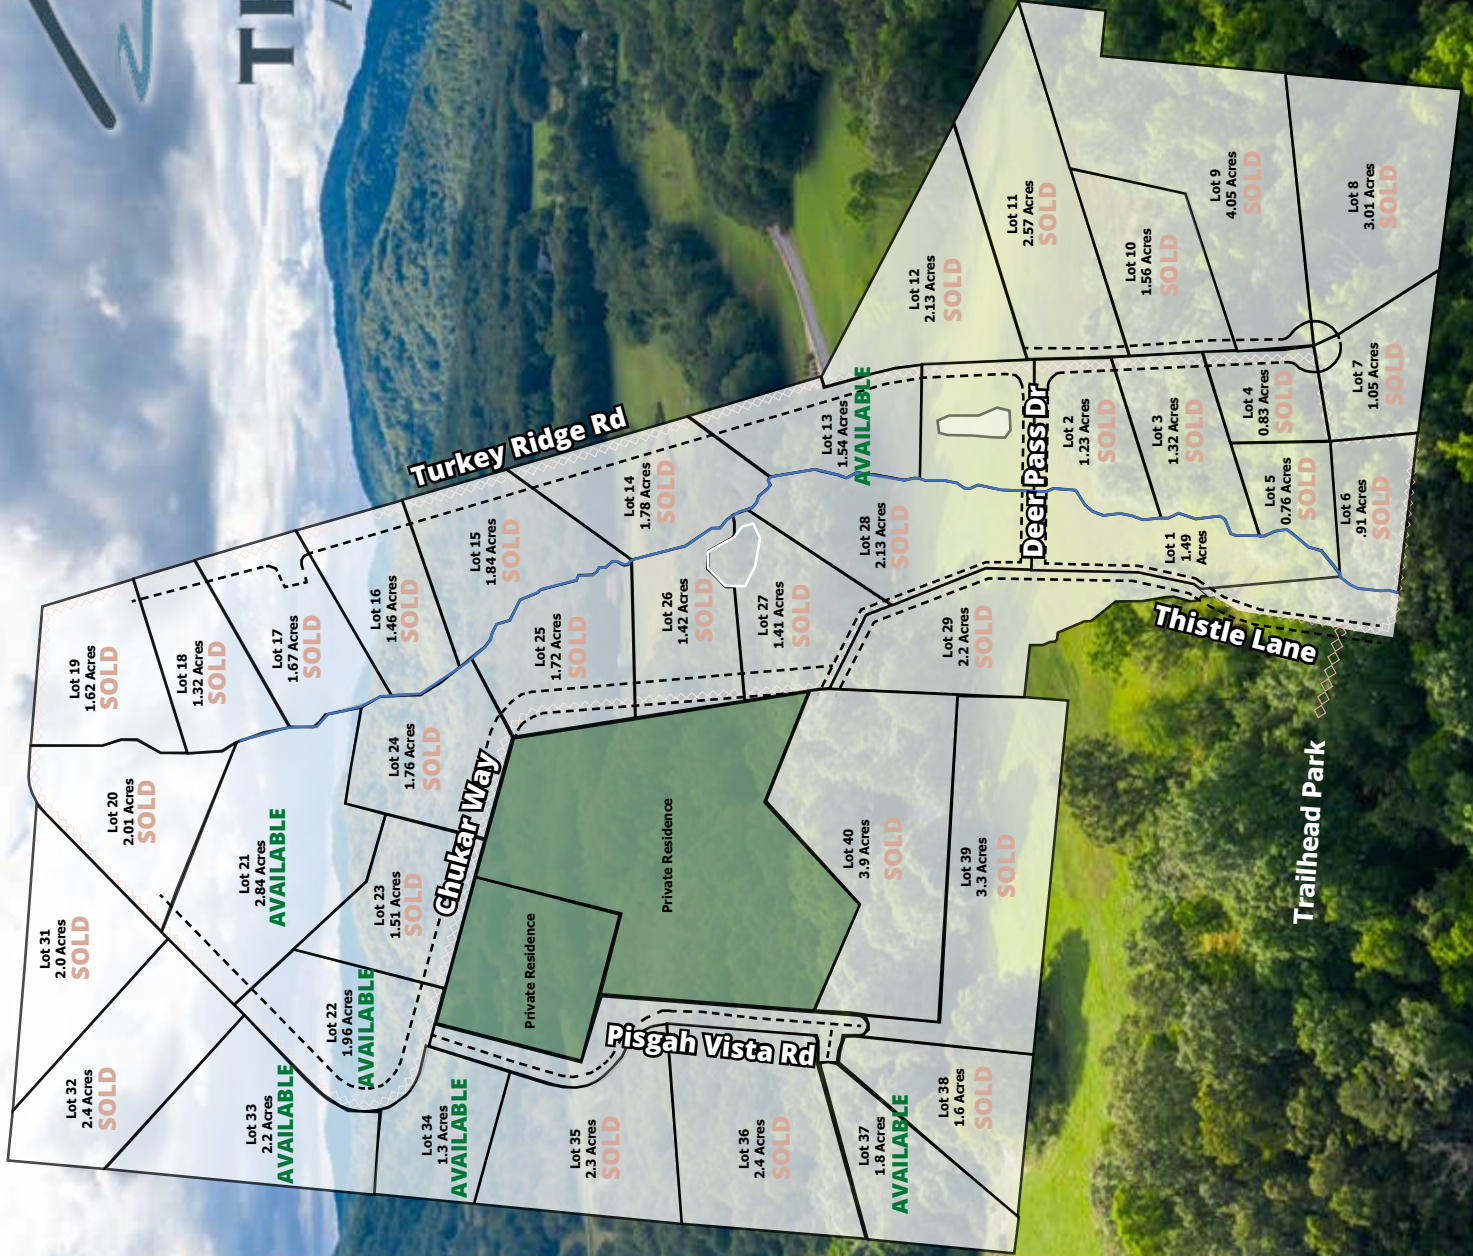 Turkey Ridge Rd
Deer Pass Dr
Thistle Lane
Trailhead Park
Chukar Way
Pisgah Vista Rd
Private Residence
Private Residence
Lot 1
1.49
Acres
Lot 2
1.23 Acres
SOLD
Lot 3
1.32 Acres
SOLD
Lot 4
0.83 Acres
SOLD
Lot 5
0.76 Acres
SOLD
Lot 6
.91 Acres
SOLD
Lot 7
1.05 Acres
SOLD
Lot 8
3.01 Acres
SOLD
Lot 9
4.05 Acres
SOLD
Lot 10
1.56 Acres
SOLD
Lot 11
2.57 Acres
SOLD
Lot 12
2.13 Acres
SOLD
Lot 13
1.54 Acres
AVAILABLE
Lot 14
1.78 Acres
SOLD
Lot 15
1.84 Acres
SOLD
Lot 16
1.46 Acres
SOLD
Lot 17
1.67 Acres
SOLD
Lot 18
1.32 Acres
SOLD
Lot 19
1.62 Acres
SOLD
Lot 20
2.01 Acres
SOLD
Lot 21
2.84 Acres
AVAILABLE
Lot 22
1.96 Acres
AVAILABLE
Lot 23
1.51 Acres
SOLD
Lot 24
1.76 Acres
SOLD
Lot 25
1.72 Acres
SOLD
Lot 26
1.42 Acres
SOLD
Lot 27
1.41 Acres
SOLD
Lot 28
2.13 Acres
SOLD
Lot 29
2.2 Acres
SOLD
Lot 31
2.0 Acres
SOLD
Lot 32
2.4 Acres
SOLD
Lot 33
2.2 Acres
AVAILABLE
Lot 34
1.3 Acres
AVAILABLE
Lot 35
2.3 Acres
SOLD
Lot 36
2.4 Acres
SOLD
Lot 37
1.8 Acres
AVAILABLE
Lot 38
1.6 Acres
SOLD
Lot 39
3.3 Acres
SOLD
Lot 40
3.9 Acres
SOLD